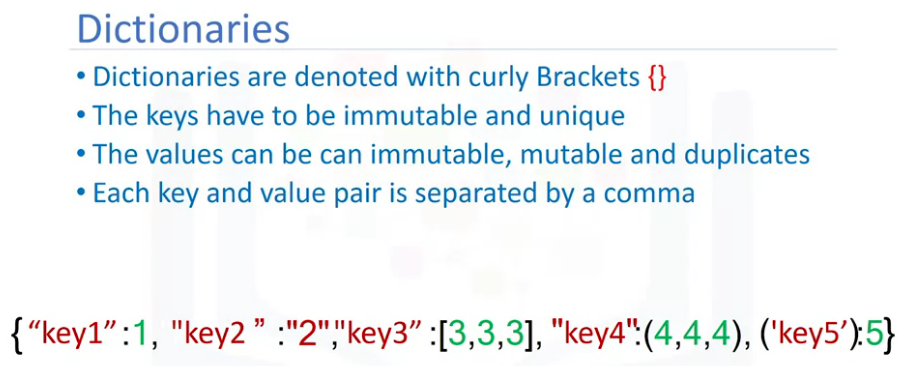 Dictionaries
• Dictionaries are denoted with curly Brackets {}
• The keys have to be immutable and unique
• The values can be can immutable, mutable and duplicates
• Each key and value pair is separated by a comma
{“key1”:1, "key2 ” :"2","key3” :[3,3,3], "key4":(4,4,4), ('key5’):5}